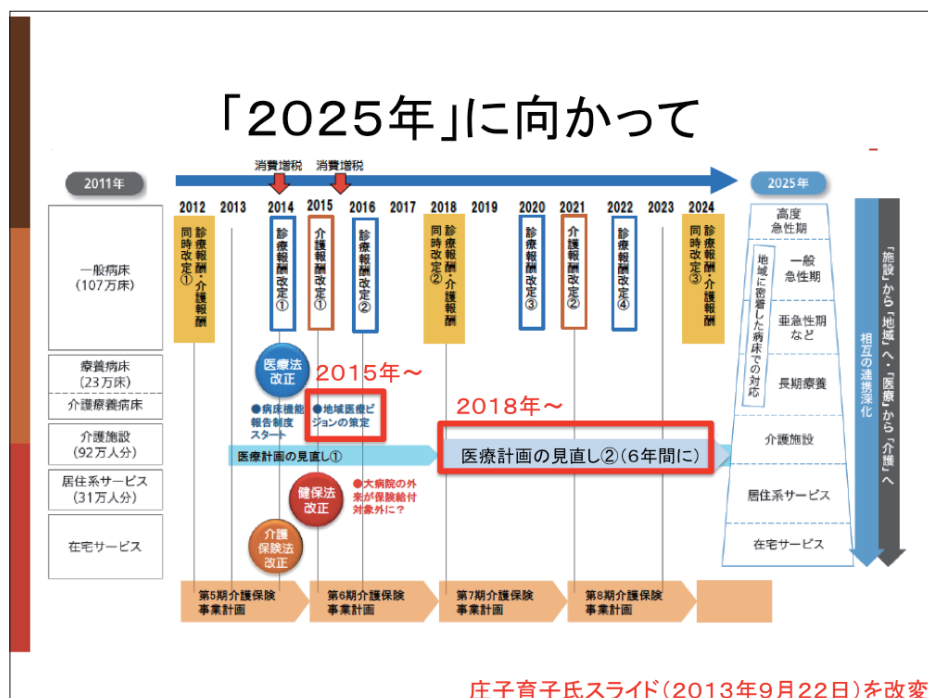 「2025年」に向かって
消費増税
消費増税
2011年
2025年
2012
2013
2014
2015
2016
2017
2018
2019
2020
2021
2022
2023
2024
診療報酬・介護報酬
同時改定①
診療報酬改定①
介護報酬改定①
診療報酬改定②
診療報酬・介護報酬
同時改定②
診療報酬改定③
介護報酬改定②
診療報酬改定④
診療報酬・介護報酬
同時改定③
一般病床
(107万床)
療養病床
(23万床)
介護療養病床
介護施設
(92万人分)
居住系サービス
(31万人分)
在宅サービス
医療法
改正
2015年～
●病床機能
報告制度
スタート
●地域医療ビ
ジョンの策定
2018年～
医療計画の見直し①
医療計画の見直し②(6年間に)
健保法
改正
●大病院の外
来が保険給付
対象外に?
介護
保険法
改正
第5期介護保険
事業計画
第6期介護保険
事業計画
第7期介護保険
事業計画
第8期介護保険
事業計画
高度
急性期
一般
急性期
亜急性期
など
長期療養
介護施設
居住系サービス
在宅サービス
地域に密着した病床での対応
相互の連携深化
「施設」から「地域」へ・「医療」から「介護」へ
庄子育子氏スライド(2013年9月22日)を改変